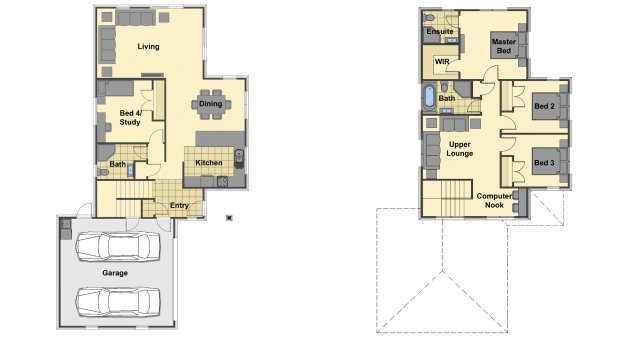 Living
Dining
Bed 4/
Study
Bath
Kitchen
Entry
Garage
Ensuite
Master
Bed
WIR
Bath
Bed 2
Upper
Lounge
Bed 3
Computer
Nook